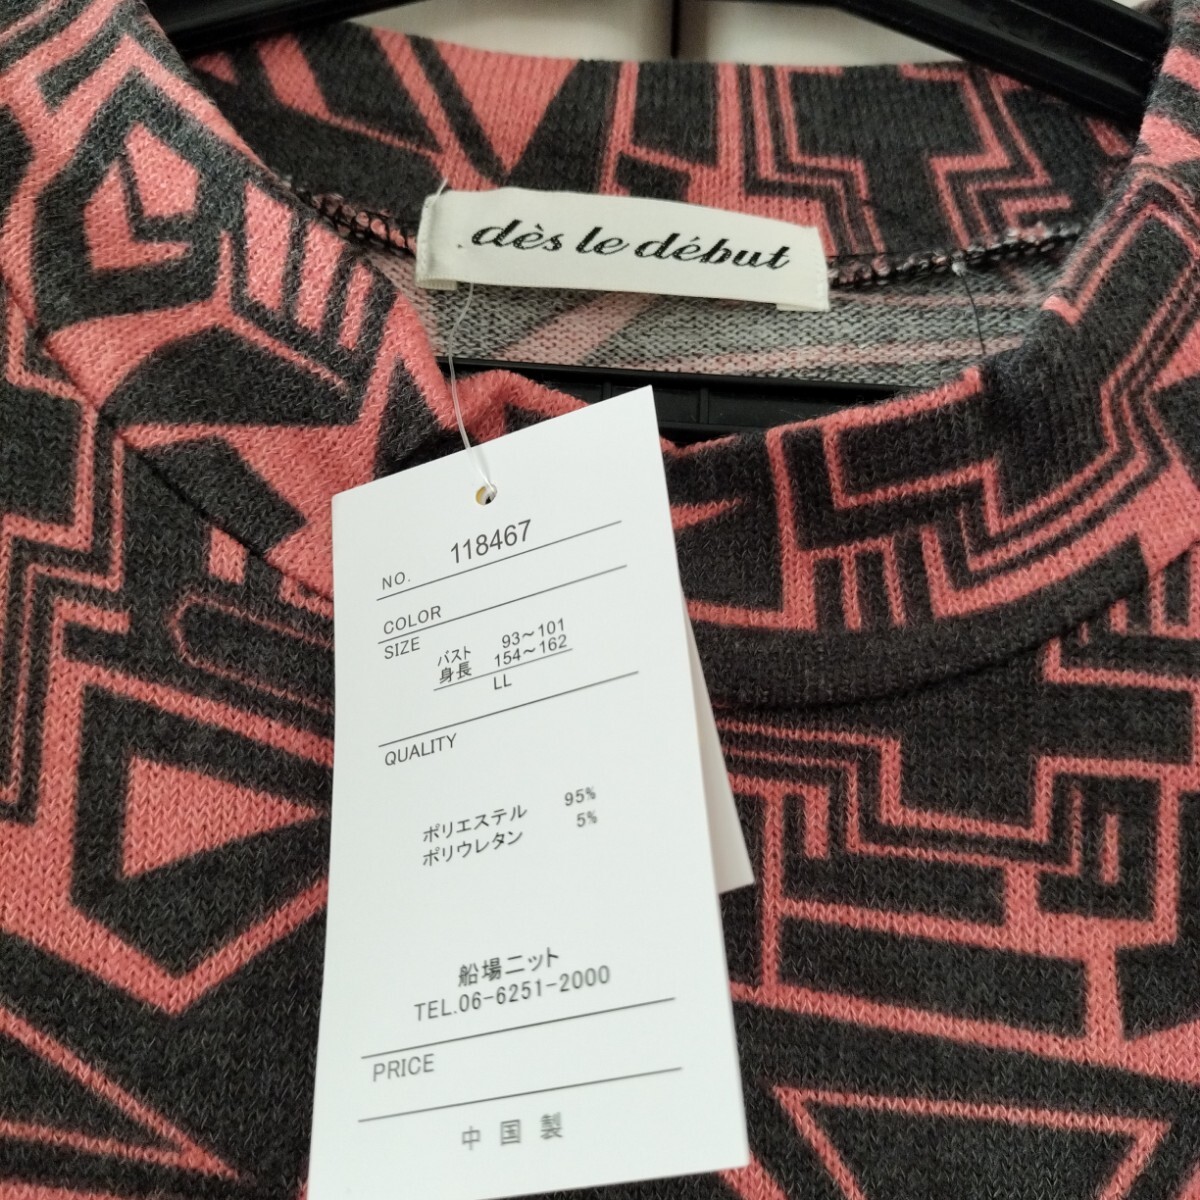 dès le début
NO. 118467
COLOR
SIZE
バスト 93～101
身長 154～162
LL
QUALITY
ポリエステル 95%
ポリウレタン 5%
船場ニット
TEL.06-6251-2000
PRICE
中国製